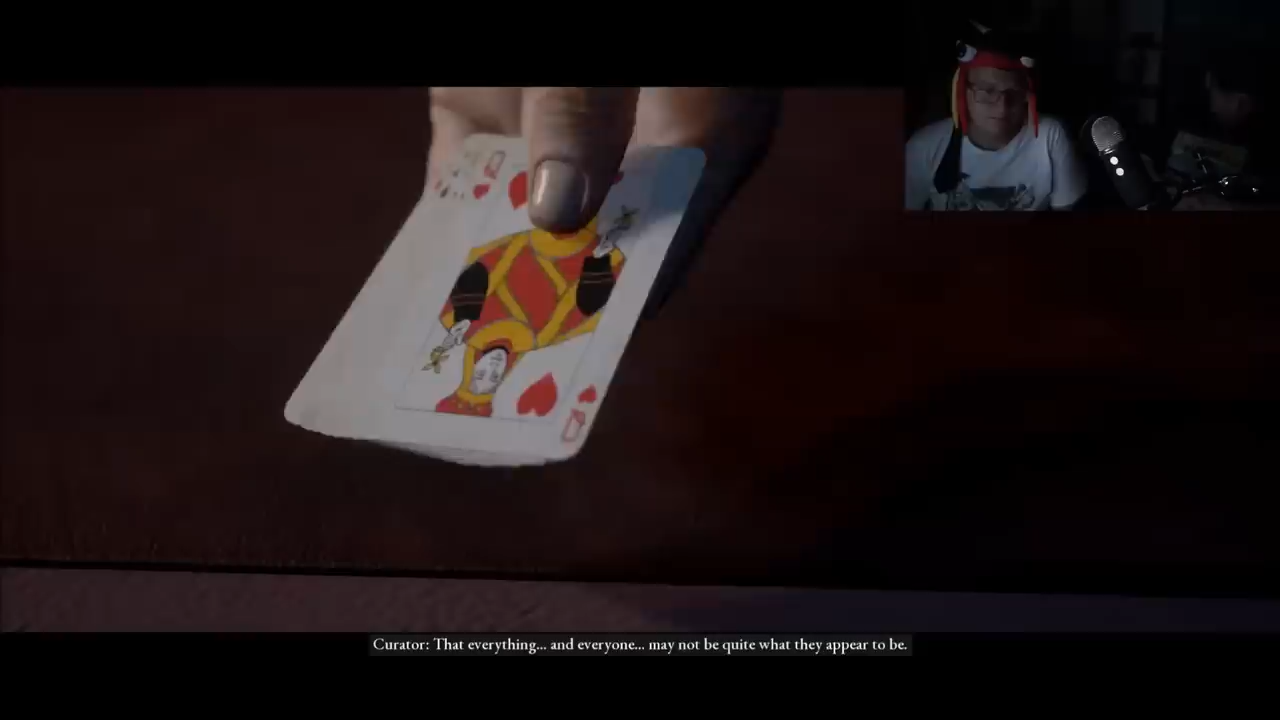 Q
Q
Curator: That everything... and everyone... may not be quite what they appear to be.